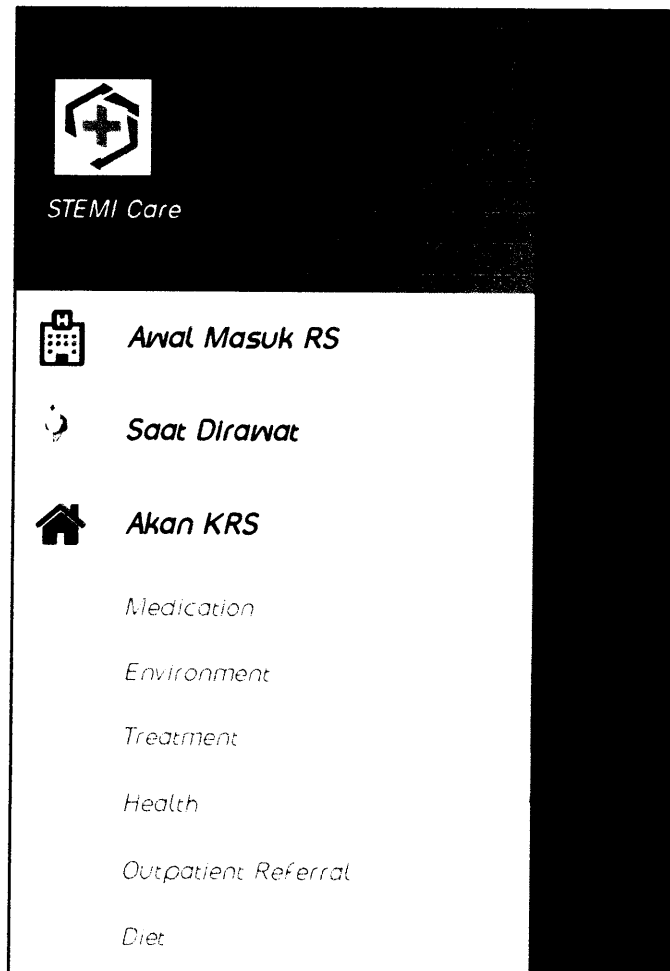 STEMI Care
Awal Masuk RS
Saat Dirawat
Akan KRS
Medication
Environment
Treatment
Health
Outpatient Referral
Diet